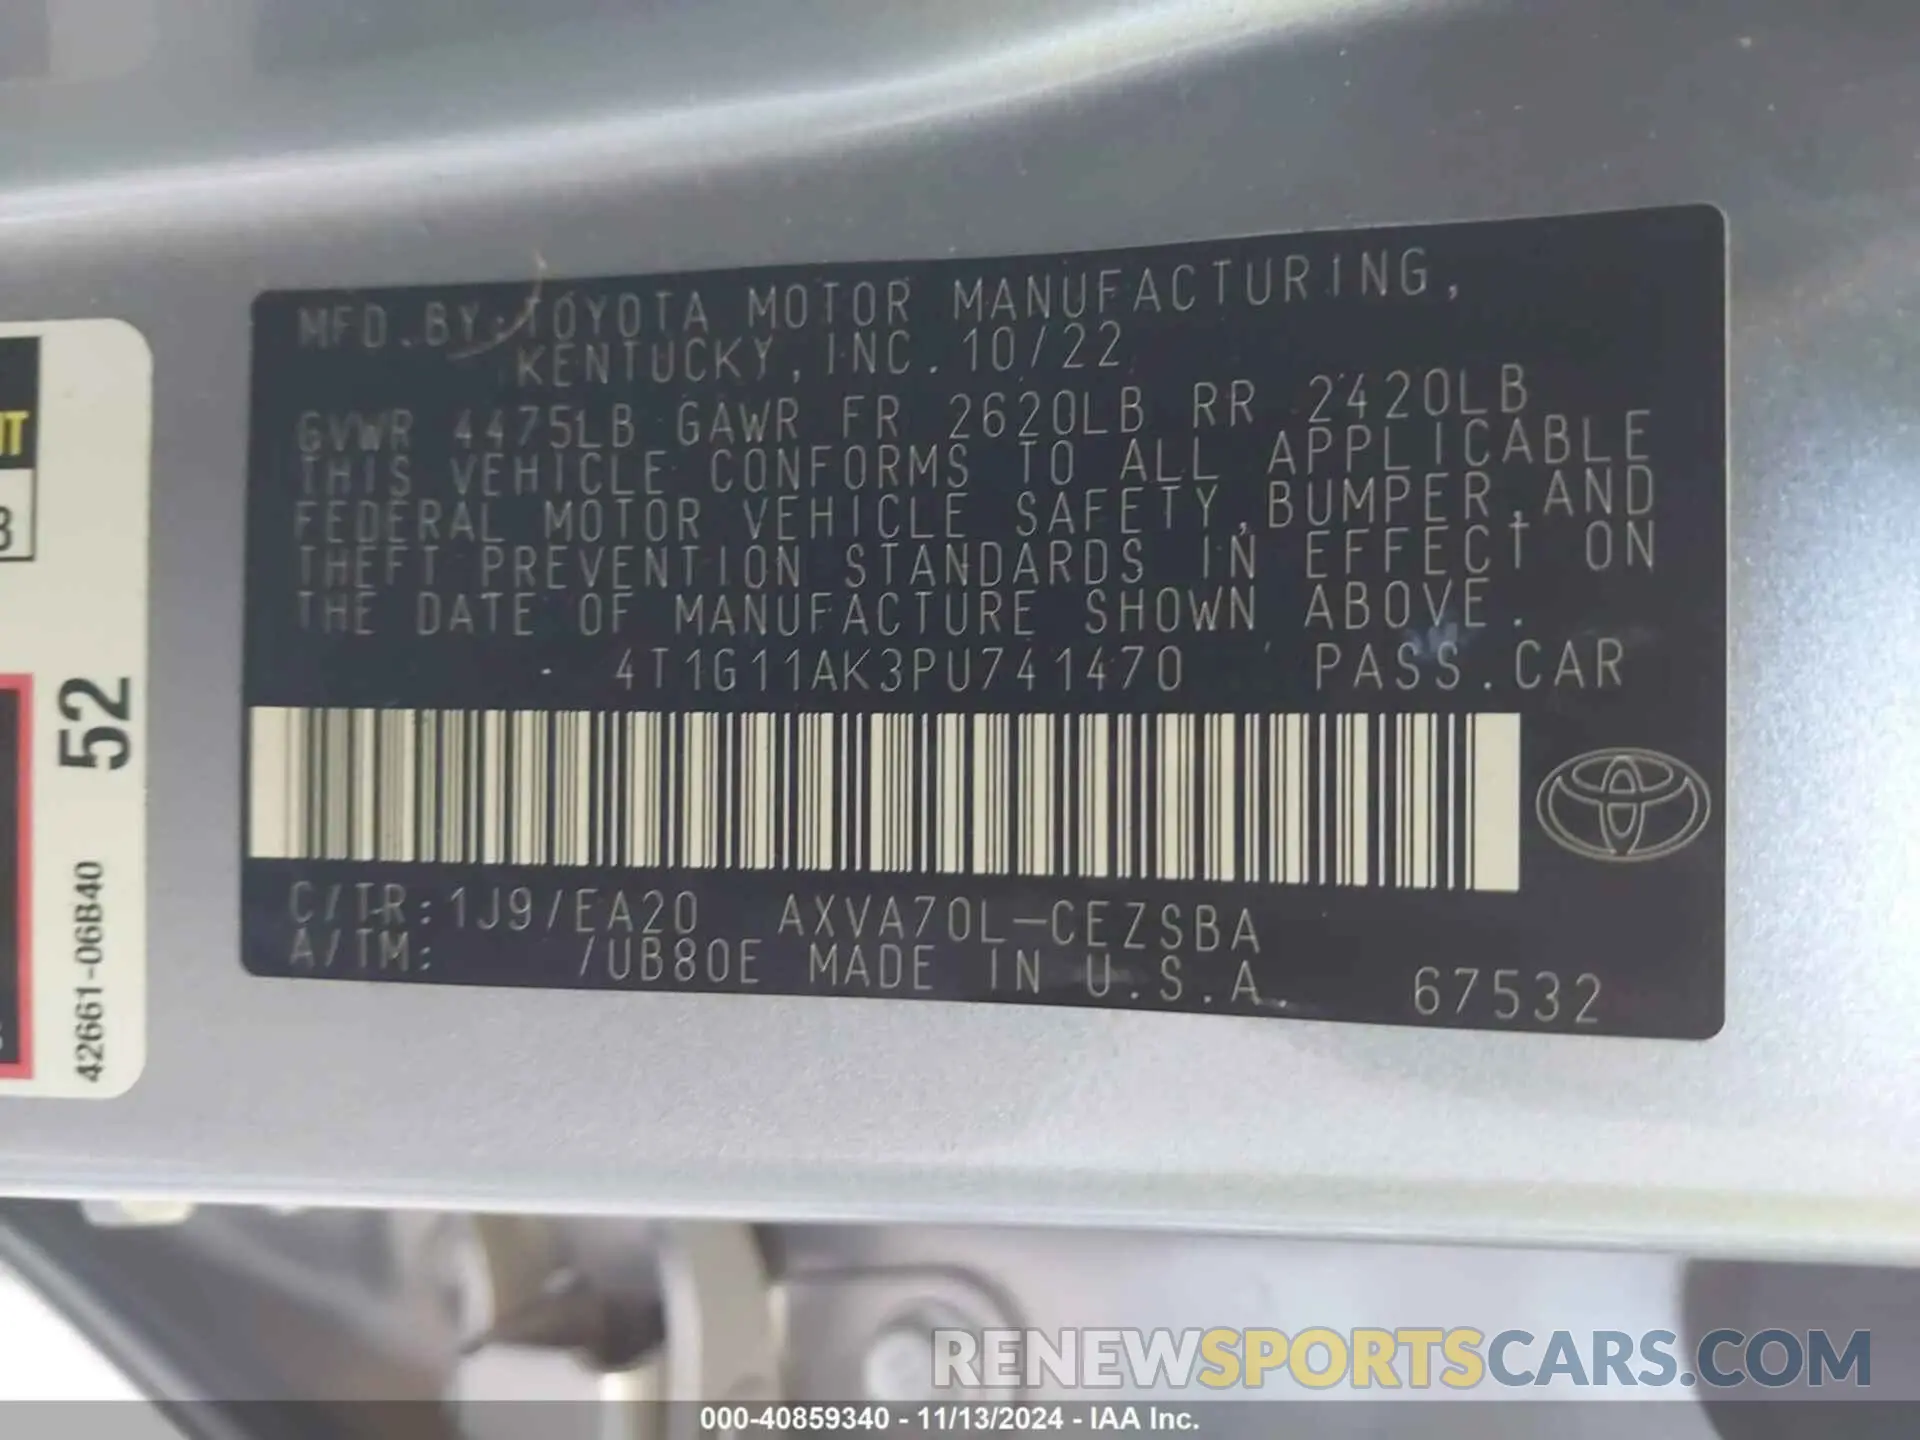 MFD.BY:TOYOTA MOTOR MANUFACTURING,
KENTUCKY,INC. 10/22
GVWR 4475LB GAWR FR 2620LB RR 2420LB
THIS VEHICLE CONFORMS TO ALL APPLICABLE
FEDERAL MOTOR VEHICLE SAFETY,BUMPER,AND
THEFT PREVENTION STANDARDS IN EFFECT ON
THE DATE OF MANUFACTURE SHOWN ABOVE.
4T1G11AK3PU741470 PASS.CAR
C/TR:1J9/EA20 AXVA70L-CEZSBA
A/TM: /UB80E MADE IN U.S.A. 67532
52
42661-06B40
RENEWSPORTSCARS.COM
000-40859340 - 11/13/2024 - IAA Inc.